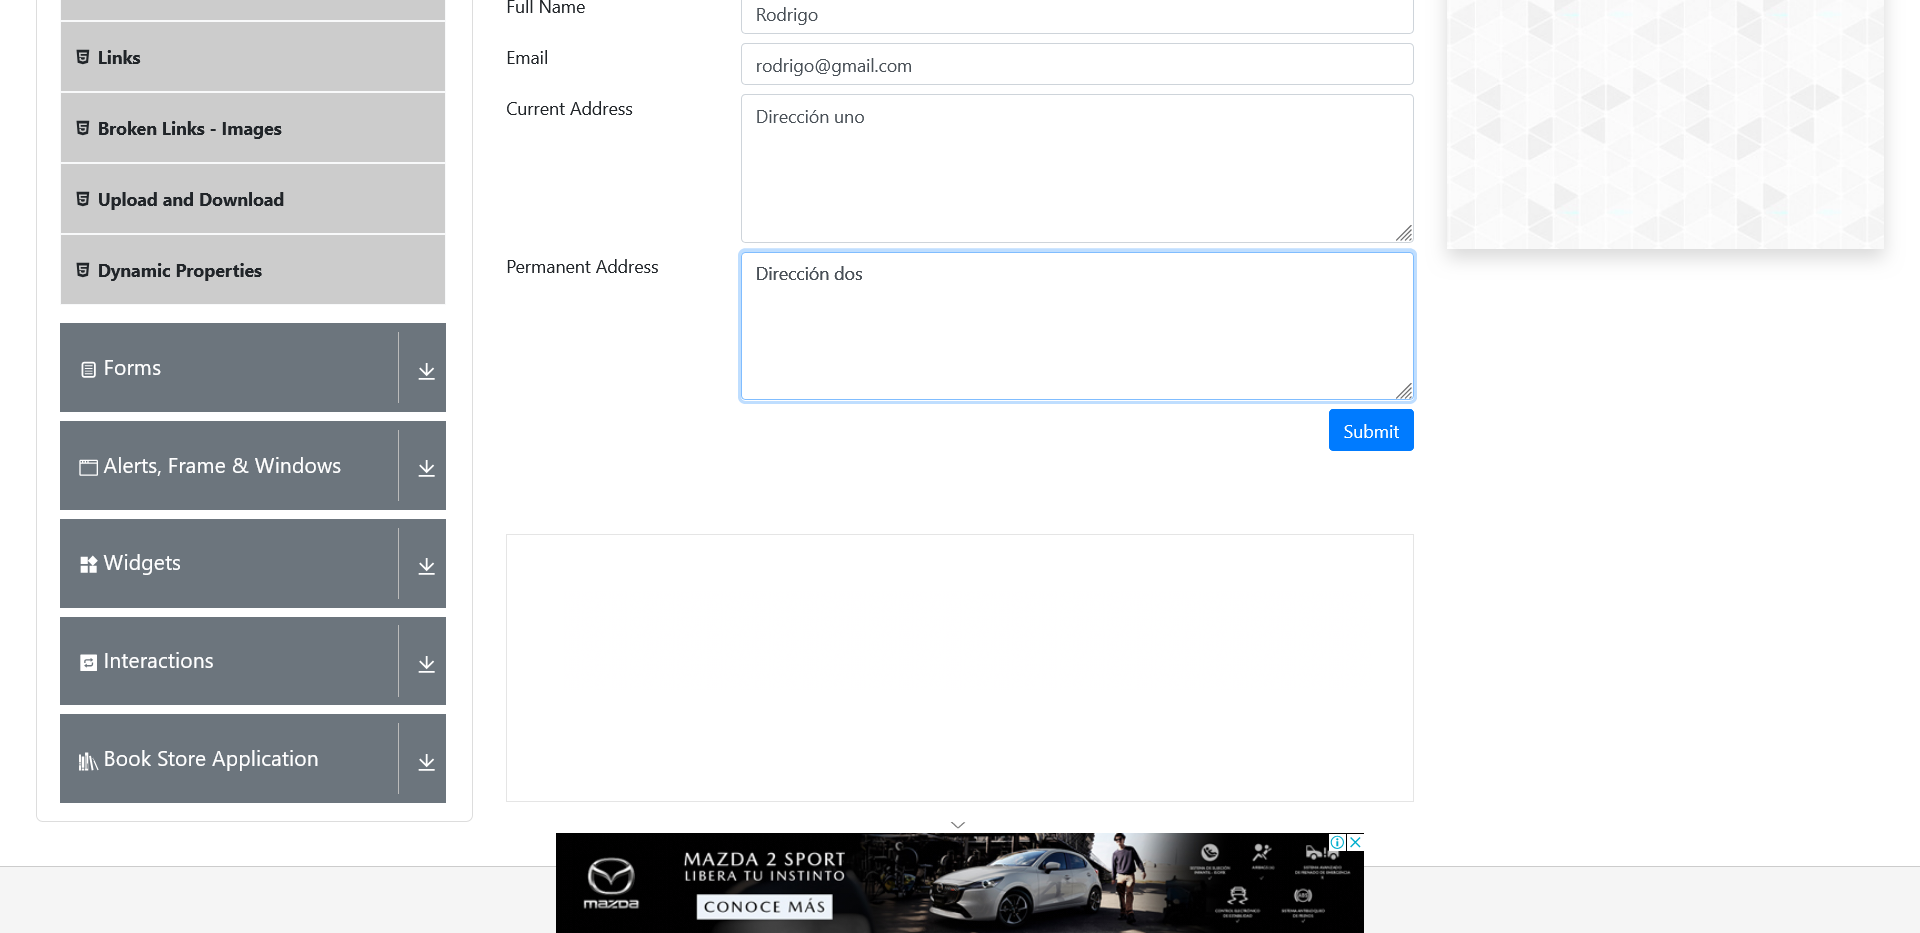 Links
Broken Links - Images
Upload and Download
Dynamic Properties
Forms
Alerts, Frame & Windows
Widgets
Interactions
Book Store Application
Full Name
Rodrigo
Email
rodrigo@gmail.com
Current Address
Dirección uno
Permanent Address
Dirección dos
Submit
mazda
MAZDA 2 SPORT
LIBERA TU INSTINTO
CONOCE MÁS